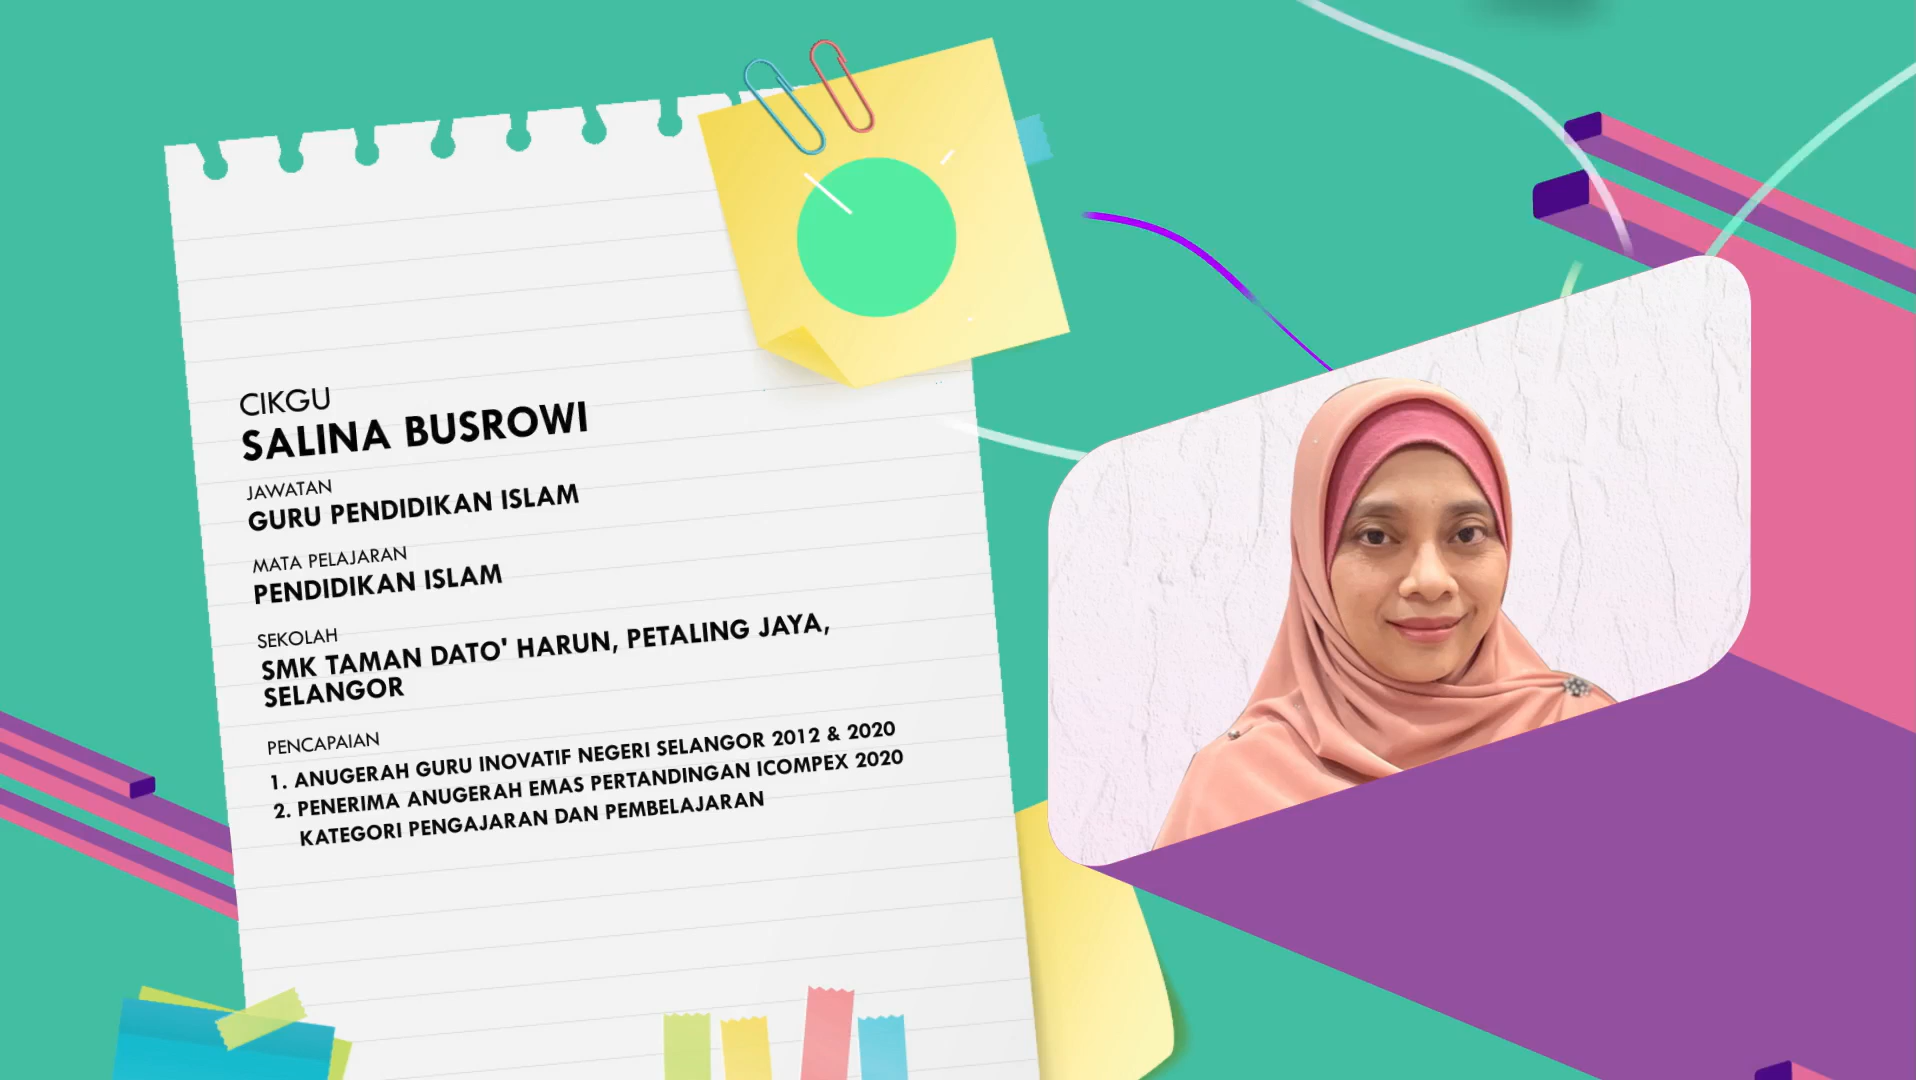 CIKGU
SALINA BUSROWI
JAWATAN
GURU PENDIDIKAN ISLAM
MATA PELAJARAN
PENDIDIKAN ISLAM
SEKOLAH
SMK TAMAN DATO' HARUN, PETALING JAYA,
SELANGOR
PENCAPAIAN
1. ANUGERAH GURU INOVATIF NEGERI SELANGOR 2012 & 2020
2. PENERIMA ANUGERAH EMAS PERTANDINGAN ICOMPEX 2020
KATEGORI PENGAJARAN DAN PEMBELAJARAN